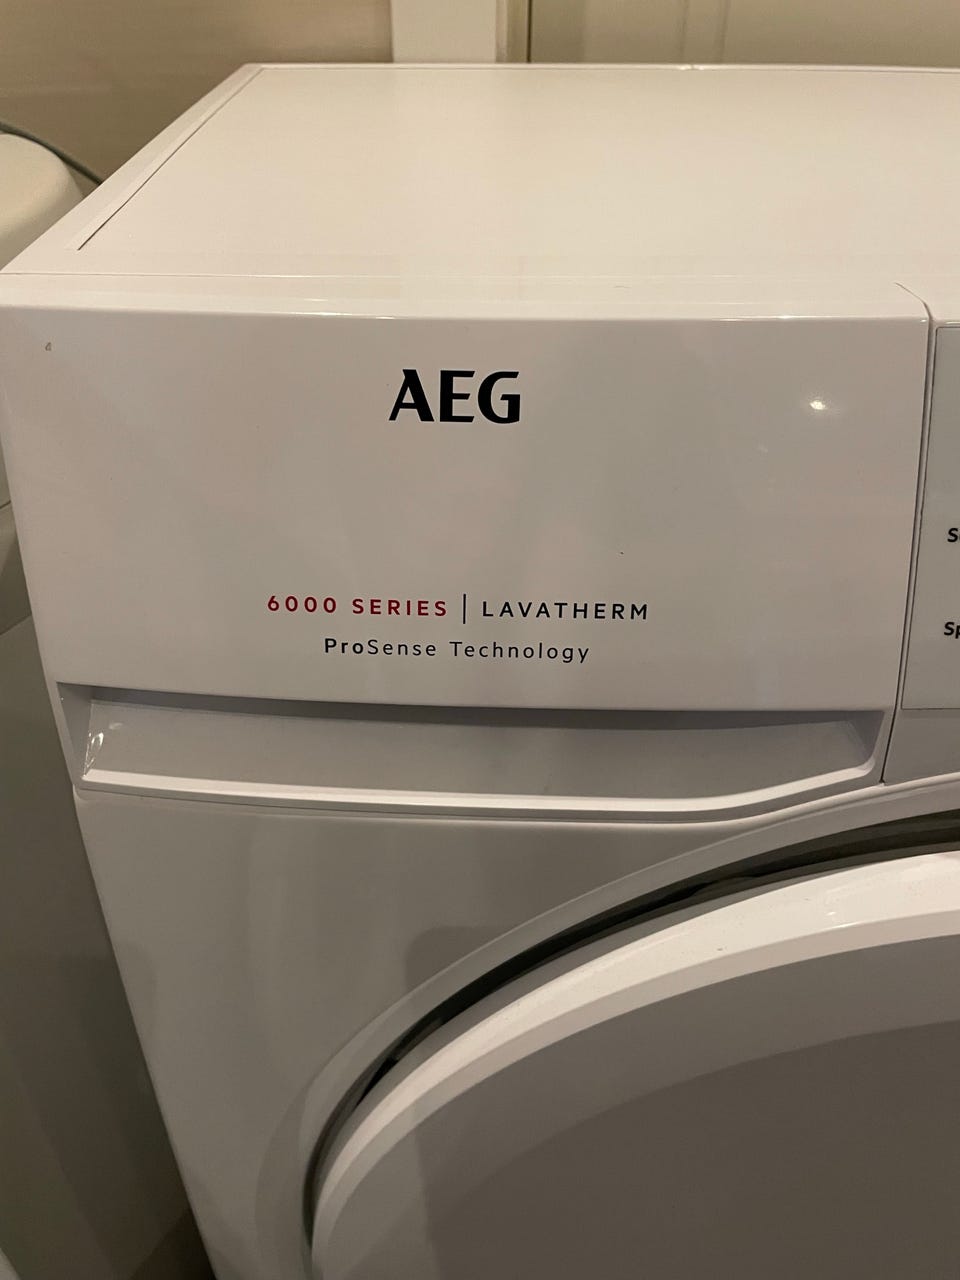 AEG
6000 SERIES | LAVATHERM
ProSense Technology